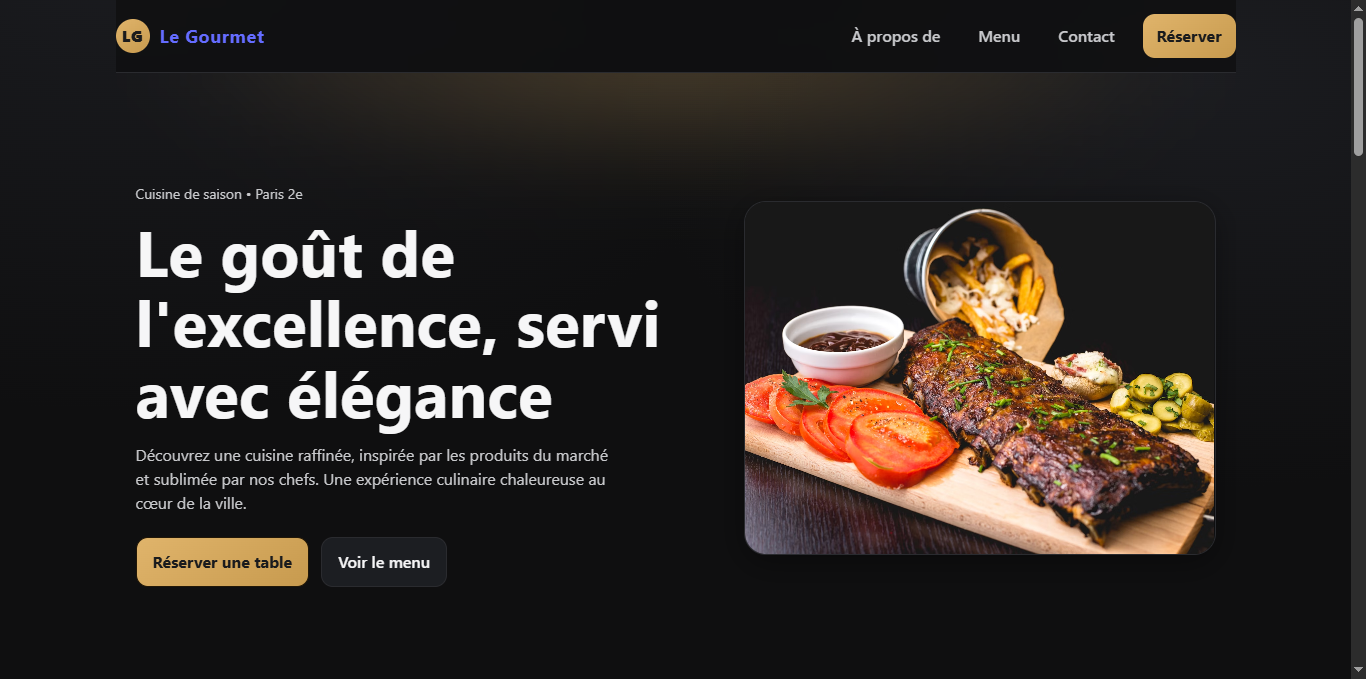 LG Le Gourmet
À propos de
Menu
Contact
Réserver
Cuisine de saison • Paris 2e
Le goût de
l'excellence, servi
avec élégance
Découvrez une cuisine raffinée, inspirée par les produits du marché
et sublimée par nos chefs. Une expérience culinaire chaleureuse au
cœur de la ville.
Réserver une table
Voir le menu